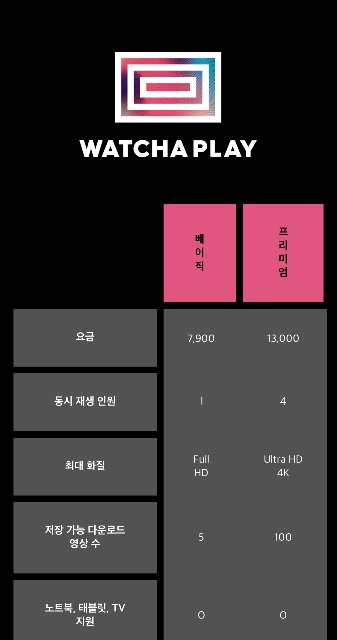 WATCHA PLAY
베이직 프리미엄
요금 7,900 13,000
동시 재생 인원 1 4
최대 화질 Full HD Ultra HD 4K
저장 가능 다운로드
영상 수 5 100
노트북, 태블릿, TV
지원 O O